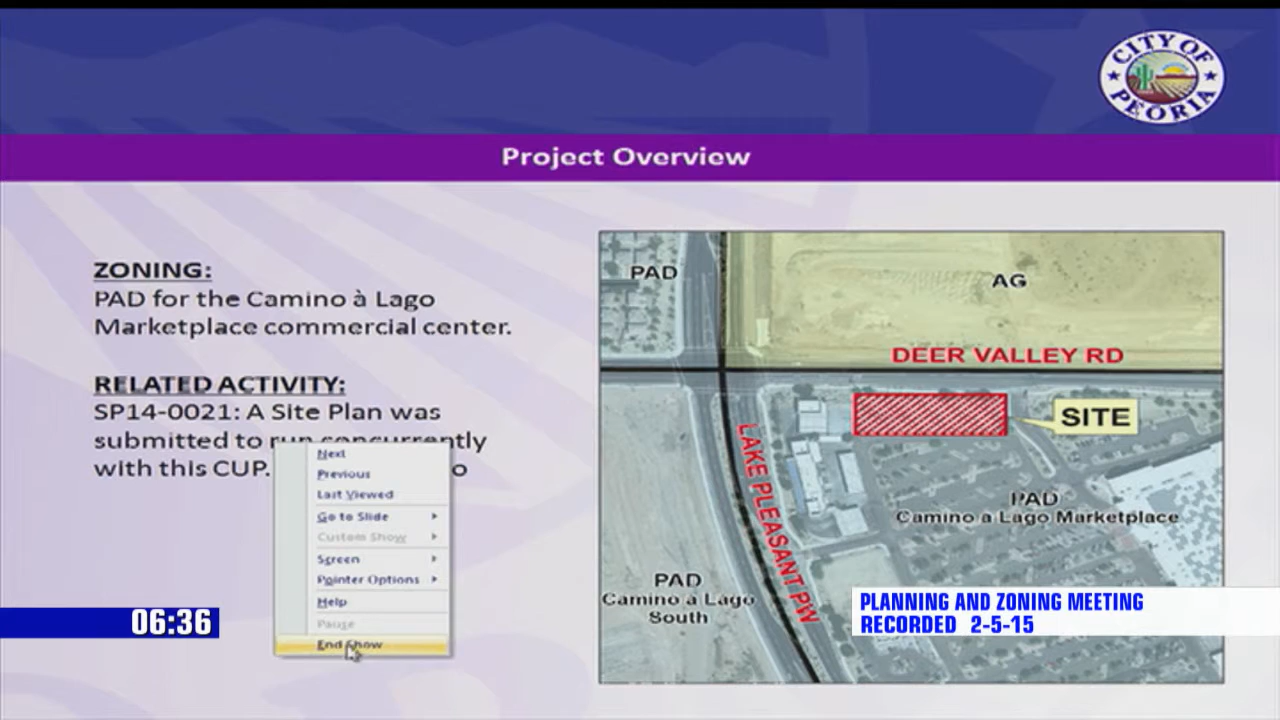 CITY OF
PEORIA
Project Overview
ZONING:
PAD for the Camino à Lago
Marketplace commercial center.
RELATED ACTIVITY:
SP14-0021: A Site Plan was
submitted to run concurrently
with this CUP.
o
Next
Previous
Last Viewed
Go to Slide
Custom Show
Screen
Pointer Options
Help
Pause
End Show
PAD
AG
DEER VALLEY RD
SITE
LAKE PLEASANT PW
PAD
Camino a Lago Marketplace
PAD
Camino a Lago
South
06:36
PLANNING AND ZONING MEETING
RECORDED 2-5-15